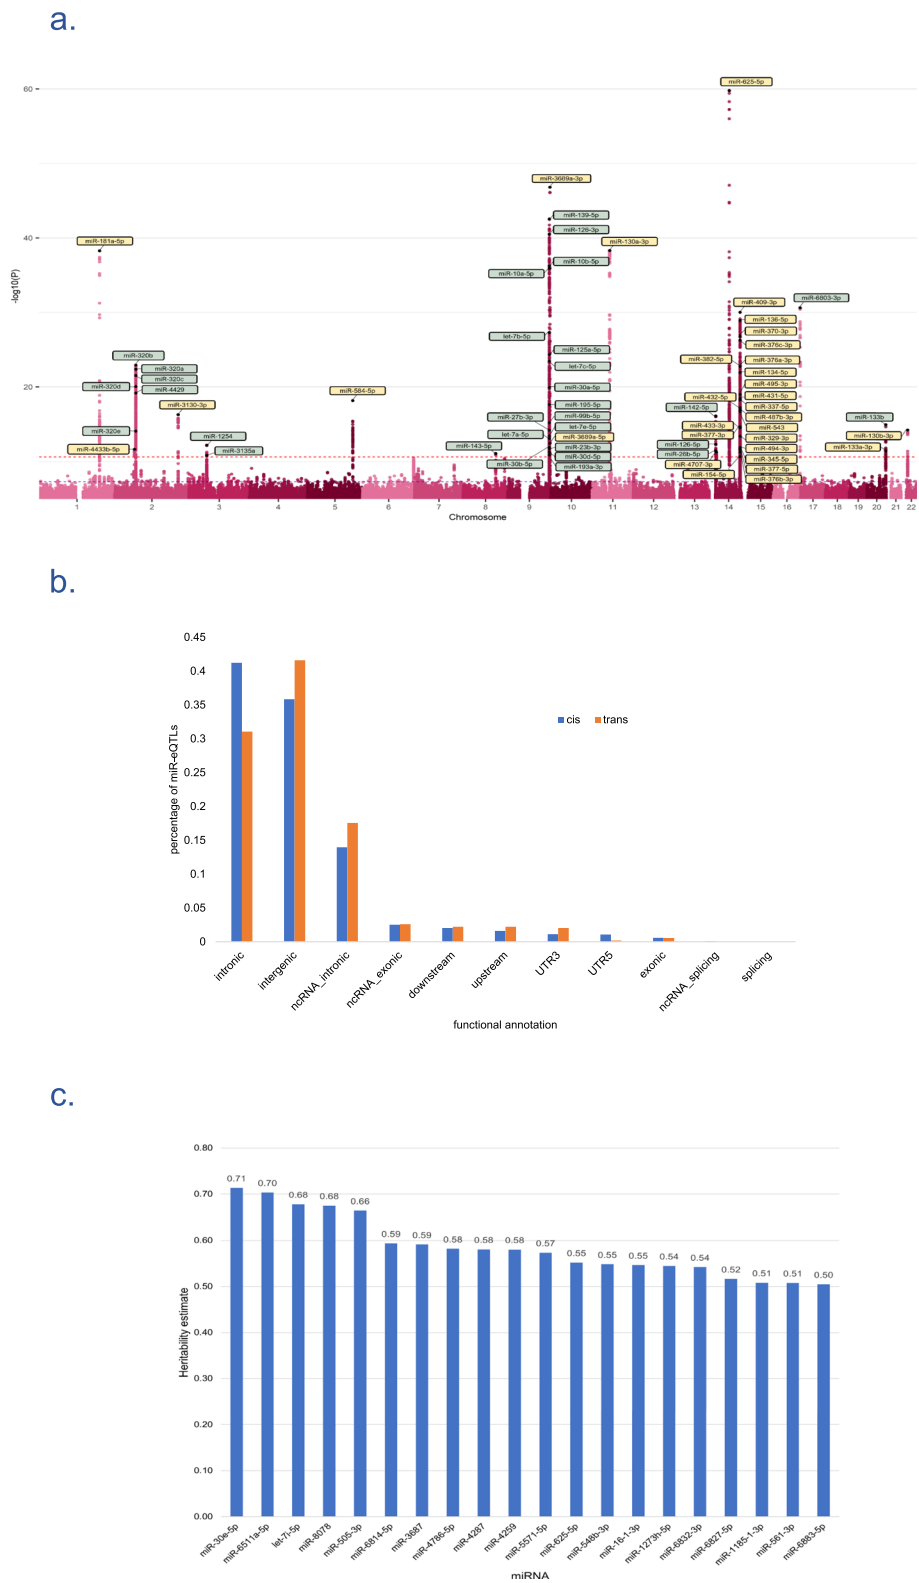 a.
60
40
20
-log10(P)
miR-625-5p
miR-3689a-3p
miR-139-5p
miR-126-3p
miR-181a-5p
miR-130a-3p
miR-10b-5p
miR-10a-5p
miR-6803-3p
miR-409-3p
miR-136-5p
miR-370-3p
miR-376c-3p
let-7b-5p
miR-125a-5p
miR-320b
miR-382-5p
miR-376a-3p
let-7c-5p
miR-320a
miR-134-5p
miR-320c
miR-495-3p
miR-320d
miR-4429
miR-30a-5p
miR-584-5p
miR-432-5p
miR-431-5p
miR-3130-3p
miR-195-5p
miR-142-5p
miR-337-5p
miR-27b-3p
miR-99b-5p
miR-487b-3p
miR-133b
miR-433-3p
let-7e-5p
miR-543
miR-320e
miR-1254
let-7a-5p
miR-3689a-5p
miR-377-3p
miR-329-3p
miR-130b-3p
miR-4433b-5p
miR-3135a
miR-143-5p
miR-23b-3p
miR-126-5p
miR-494-3p
miR-133a-3p
miR-30d-5p
miR-28b-5p
miR-345-5p
miR-30b-5p
miR-193a-3p
miR-4707-3p
miR-377-5p
miR-154-5p
miR-376b-3p
1 2 3 4 5 6 7 8 9 10 11 12 13 14 15 16 17 18 19 20 21 22
Chromosome
b.
percentage of miR-eQTLs
0.45
0.4
0.35
0.3
0.25
0.2
0.15
0.1
0.05
0
cis trans
intronic intergenic ncRNA_intronic ncRNA_exonic downstream upstream UTR3 UTR5 exonic ncRNA_splicing splicing
functional annotation
c.
Heritability estimate
0.80
0.70
0.60
0.50
0.40
0.30
0.20
0.10
0.00
0.71 0.70 0.68 0.68 0.66 0.59 0.59 0.58 0.58 0.58 0.57 0.55 0.55 0.55 0.54 0.54 0.52 0.51 0.51 0.50
miR-30e-5p miR-6511a-5p let-7i-5p miR-8078 miR-505-3p miR-6814-5p miR-3687 miR-4786-5p miR-4287 miR-4259 miR-5571-5p miR-625-5p miR-548b-3p miR-16-1-3p miR-1273h-5p miR-6832-3p miR-6827-5p miR-1185-1-3p miR-561-3p miR-6883-5p
miRNA